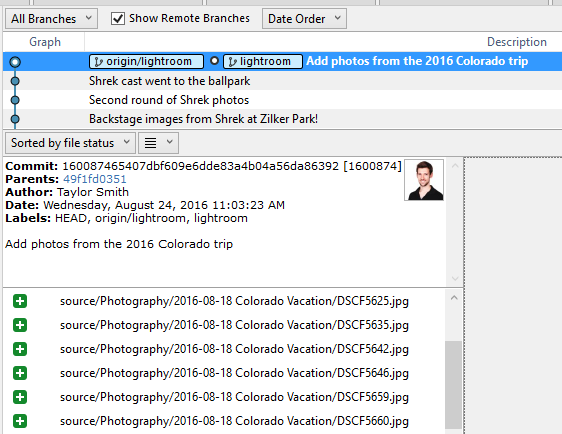 All Branches Show Remote Branches Date Order
Graph Description
origin/lightroom lightroom Add photos from the 2016 Colorado trip
Shrek cast went to the ballpark
Second round of Shrek photos
Backstage images from Shrek at Zilker Park!
Sorted by file status
Commit: 160087465407dbf609e6dde83a4b04a56da86392 [1600874]
Parents: 49f1fd0351
Author: Taylor Smith
Date: Wednesday, August 24, 2016 11:03:23 AM
Labels: HEAD, origin/lightroom, lightroom
Add photos from the 2016 Colorado trip
source/Photography/2016-08-18 Colorado Vacation/DSCF5625.jpg
source/Photography/2016-08-18 Colorado Vacation/DSCF5635.jpg
source/Photography/2016-08-18 Colorado Vacation/DSCF5642.jpg
source/Photography/2016-08-18 Colorado Vacation/DSCF5646.jpg
source/Photography/2016-08-18 Colorado Vacation/DSCF5659.jpg
source/Photography/2016-08-18 Colorado Vacation/DSCF5660.jpg